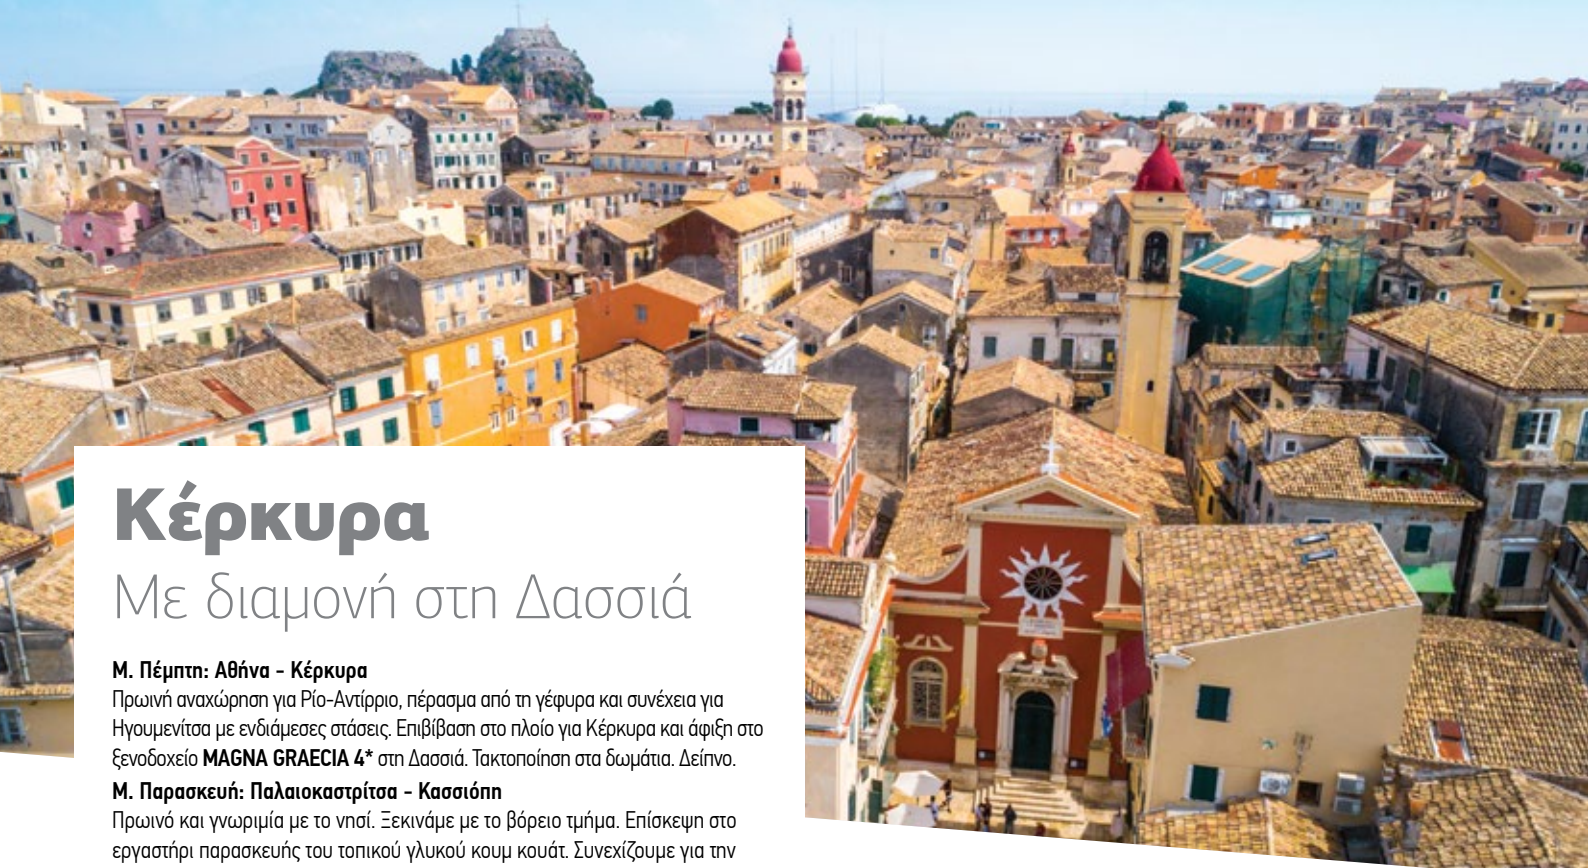 Κέρκυρα
Με διαμονή στη Δασσιά
Μ. Πέμπτη: Αθήνα - Κέρκυρα
Πρωινή αναχώρηση για Ρίο-Αντίρριο, πέρασμα από τη γέφυρα και συνέχεια για
Ηγουμενίτσα με ενδιάμεσες στάσεις. Επιβίβαση στο πλοίο για Κέρκυρα και άφιξη στο
ξενοδοχείο MAGNA GRAECIA 4* στη Δασσιά. Τακτοποίηση στα δωμάτια. Δείπνο.
Μ. Παρασκευή: Παλαιοκαστρίτσα - Κασσιόπη
Πρωινό και γνωριμία με το νησί. Ξεκινάμε με το βόρειο τμήμα. Επίσκεψη στο
εργαστήρι παρασκευής του τοπικού γλυκού κουμ κουάτ. Συνεχίζουμε για την